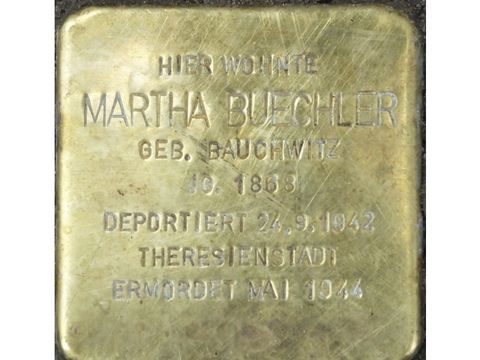 HIER WOHNTE
MARTHA BUECHLER
GEB. BAUCHWITZ
JG. 1868
DEPORTIERT 24.9.1942
THERESIENSTADT
ERMORDET MAI 1944